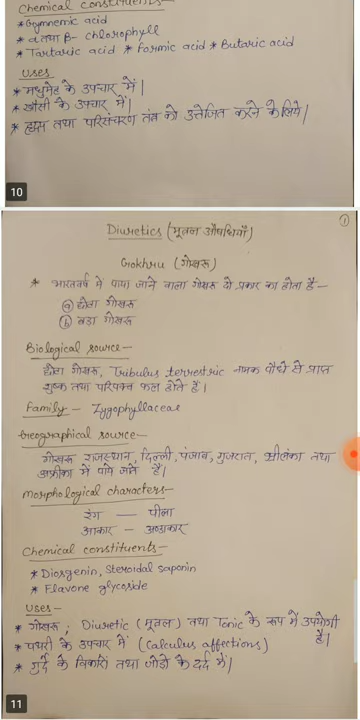 Chemical constituents-
* Gymnemic acid
* α तथा β- chlorophyll
* Tartaric acid * Formic acid * Butaric acid
Uses
* मधुमेह के उपचार में|
* खाँसी के उपचार में|
* हृदय तथा परिसंचरण तंत्र को उत्तेजित करने के लिये|
10
1
Diuretics (मूत्रल औषधियाँ)
Gokhru (गोखरू)
* भारतवर्ष में पाया जाने वाला गोखरू दो प्रकार का होता है-
(a) छोटा गोखरू
(b) बड़ा गोखरू
Biological source-
छोटा गोखरू, Tribulus terrestric नामक पौधे से प्राप्त
शुष्क तथा परिपक्व फल होते है|
Family- Zygophyllaceae
Geographical source-
गोखरू राजस्थान, दिल्ली, पंजाब, गुजरात, श्रीलंका तथा
अफ्रीका में पाये जाते है|
Morphological characters-
रंग — पीला
आकार — अण्डाकार
Chemical constituents-
* Diosgenin, Steroidal saponin
* Flavone glycoside
Uses-
* गोखरू; Diuretic (मूत्रल) तथा Tonic के रूप में उपयोगी है|
* पथरी के उपचार में (Calculus affections)
* गुर्दे के विकारों तथा जोड़ो के दर्द में|
11